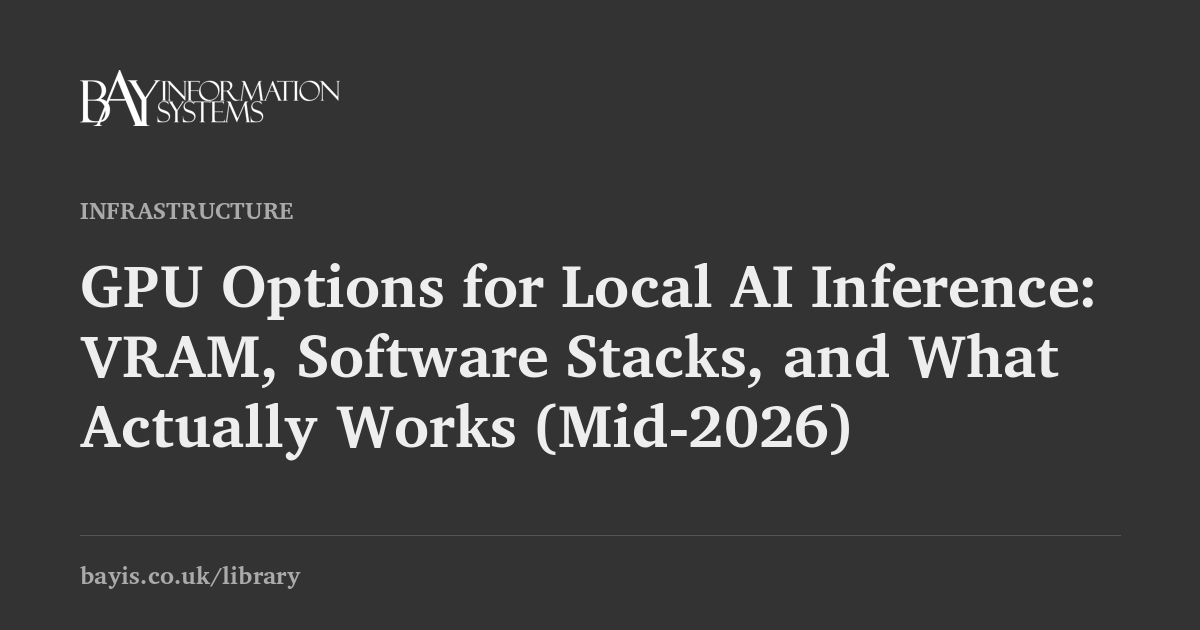 BAY INFORMATION
SYSTEMS
INFRASTRUCTURE
GPU Options for Local AI Inference:
VRAM, Software Stacks, and What
Actually Works (Mid-2026)
bayis.co.uk/library